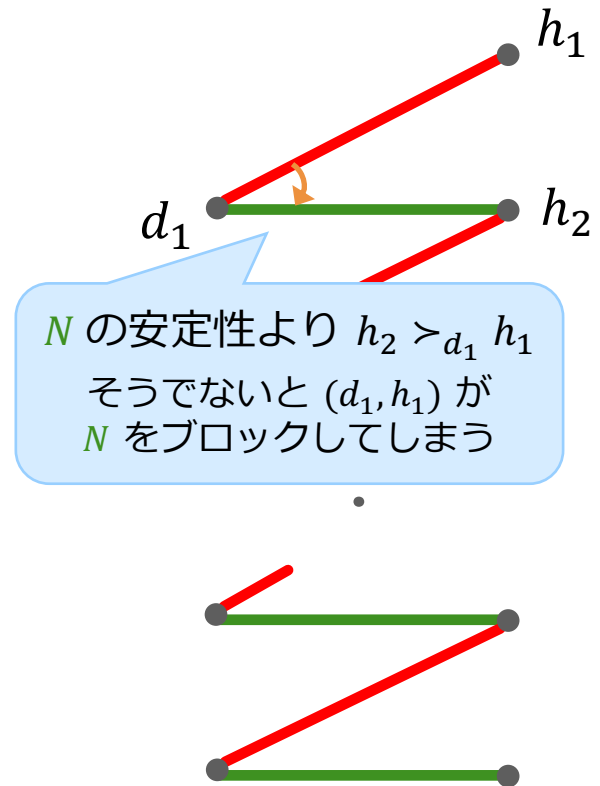 h₁
d₁
h₂
N の安定性より h₂ ≻_{d₁} h₁
そうでないと (d₁, h₁) が
N をブロックしてしまう